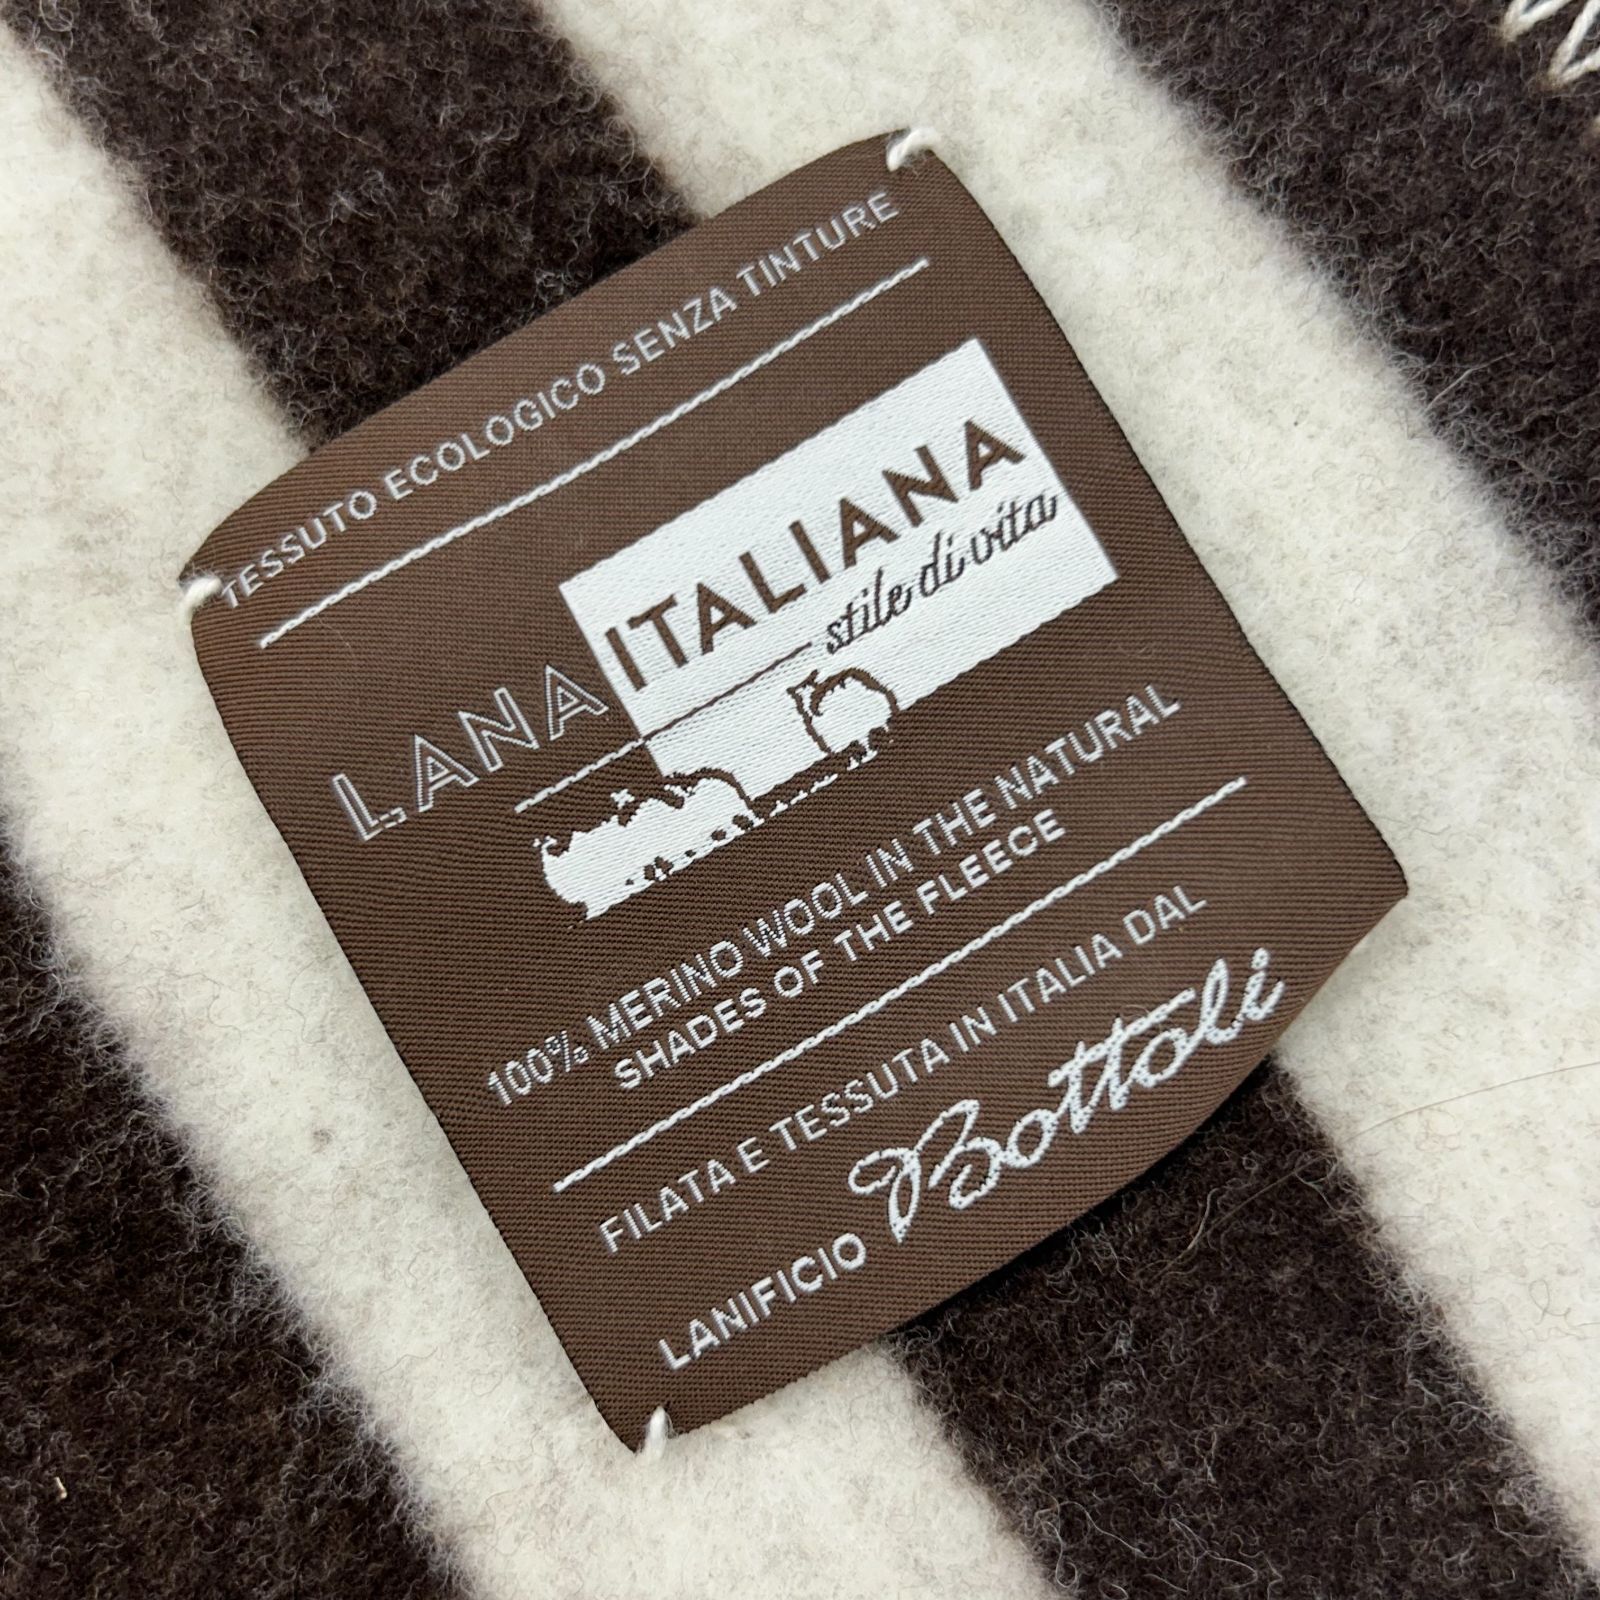 TESSUTO ECOLOGICO SENZA TINTURE
LANA ITALIANA
stile di vita
100% MERINO WOOL IN THE NATURAL
SHADES OF THE FLEECE
FILATA E TESSUTA IN ITALIA DAL
LANIFICIO Bottoli